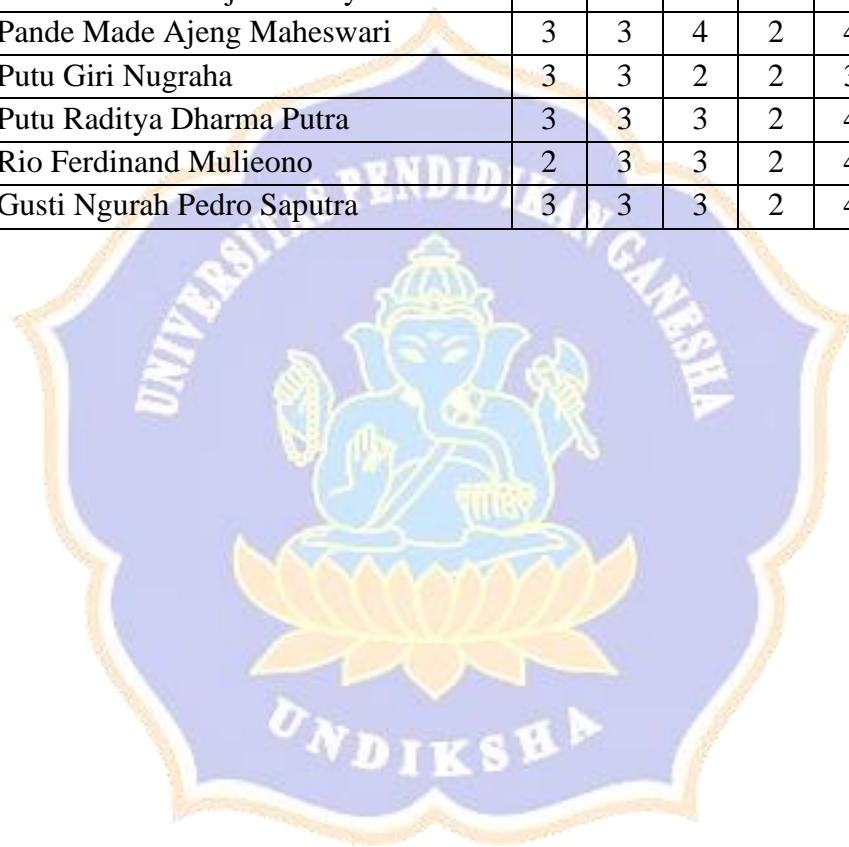 Pande Made Ajeng Maheswari 3 3 4 2 4
Putu Giri Nugraha 3 3 2 2 3
Putu Raditya Dharma Putra 3 3 3 2 4
Rio Ferdinand Mulieono 2 3 3 2 4
Gusti Ngurah Pedro Saputra 3 3 3 2 4
UNIVERSITAS PENDIDIKAN GANESHA
UNDIKSHA